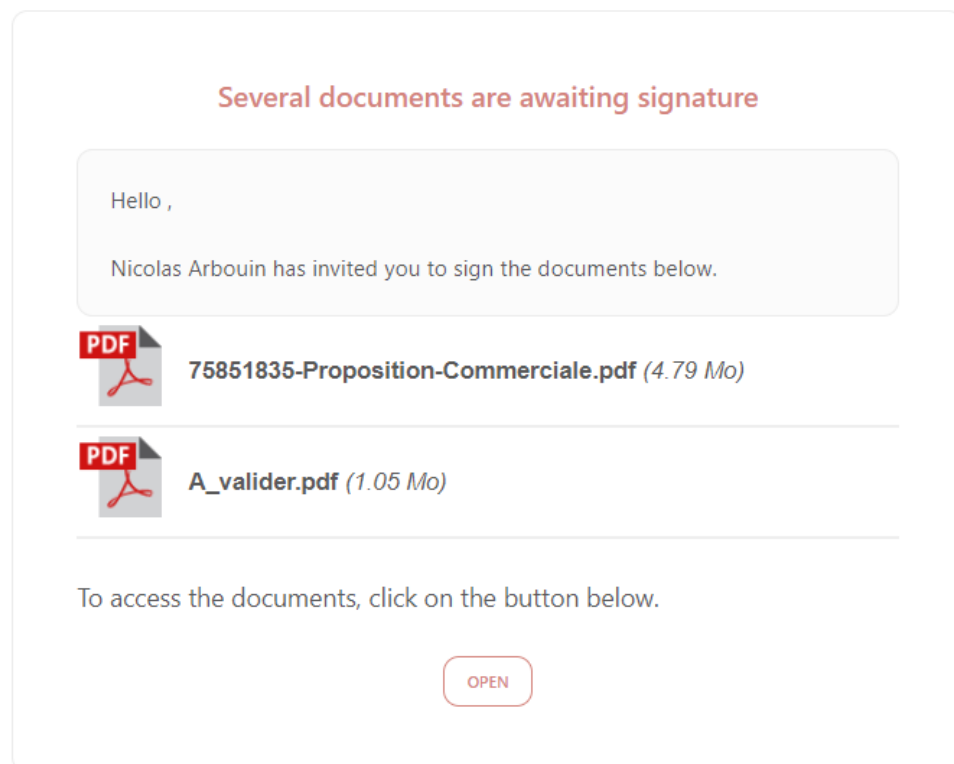 Several documents are awaiting signature
Hello ,
Nicolas Arbouin has invited you to sign the documents below.
PDF
75851835-Proposition-Commerciale.pdf (4.79 Mo)
PDF
A_valider.pdf (1.05 Mo)
To access the documents, click on the button below.
OPEN